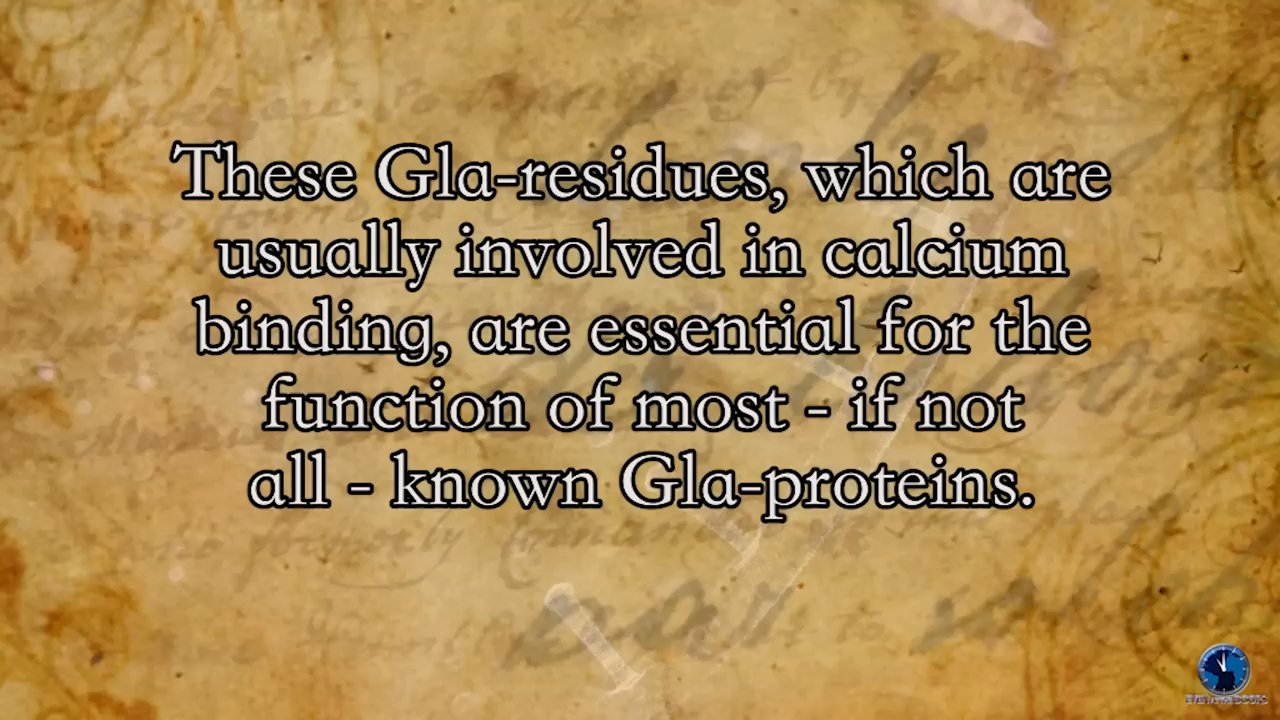 These Gla-residues, which are
usually involved in calcium
binding, are essential for the
function of most - if not
all - known Gla-proteins.